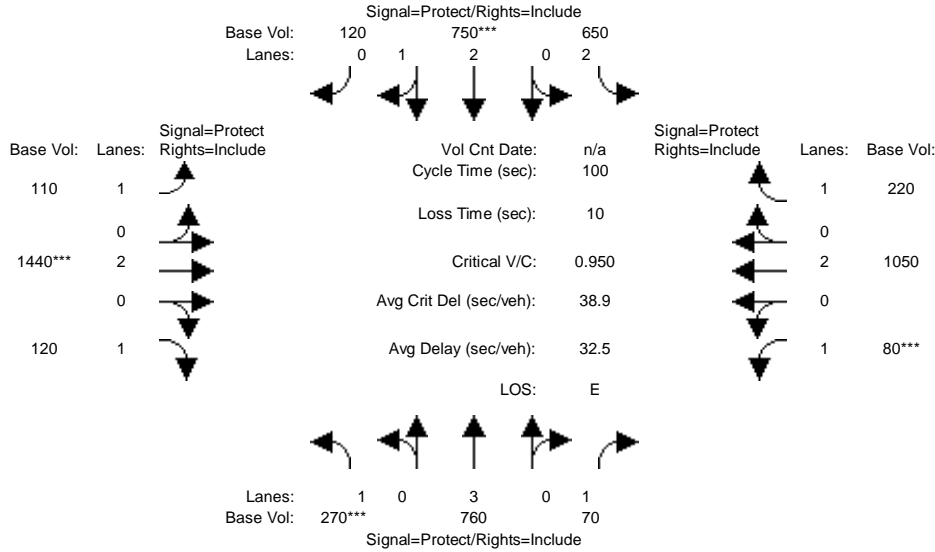 Signal=Protect/Rights=Include
Base Vol: 120 750*** 650
Lanes: 0 1 2 0 2
Signal=Protect
Base Vol: Lanes: Rights=Include
Vol Cnt Date: n/a
Signal=Protect
Rights=Include Lanes: Base Vol:
Cycle Time (sec): 100
110 1
1 220
Loss Time (sec): 10
0
0
1440*** 2
Critical V/C: 0.950
2 1050
0
Avg Crit Del (sec/veh): 38.9
0
120 1
Avg Delay (sec/veh): 32.5
1 80***
LOS: E
Lanes: 1 0 3 0 1
Base Vol: 270*** 760 70
Signal=Protect/Rights=Include